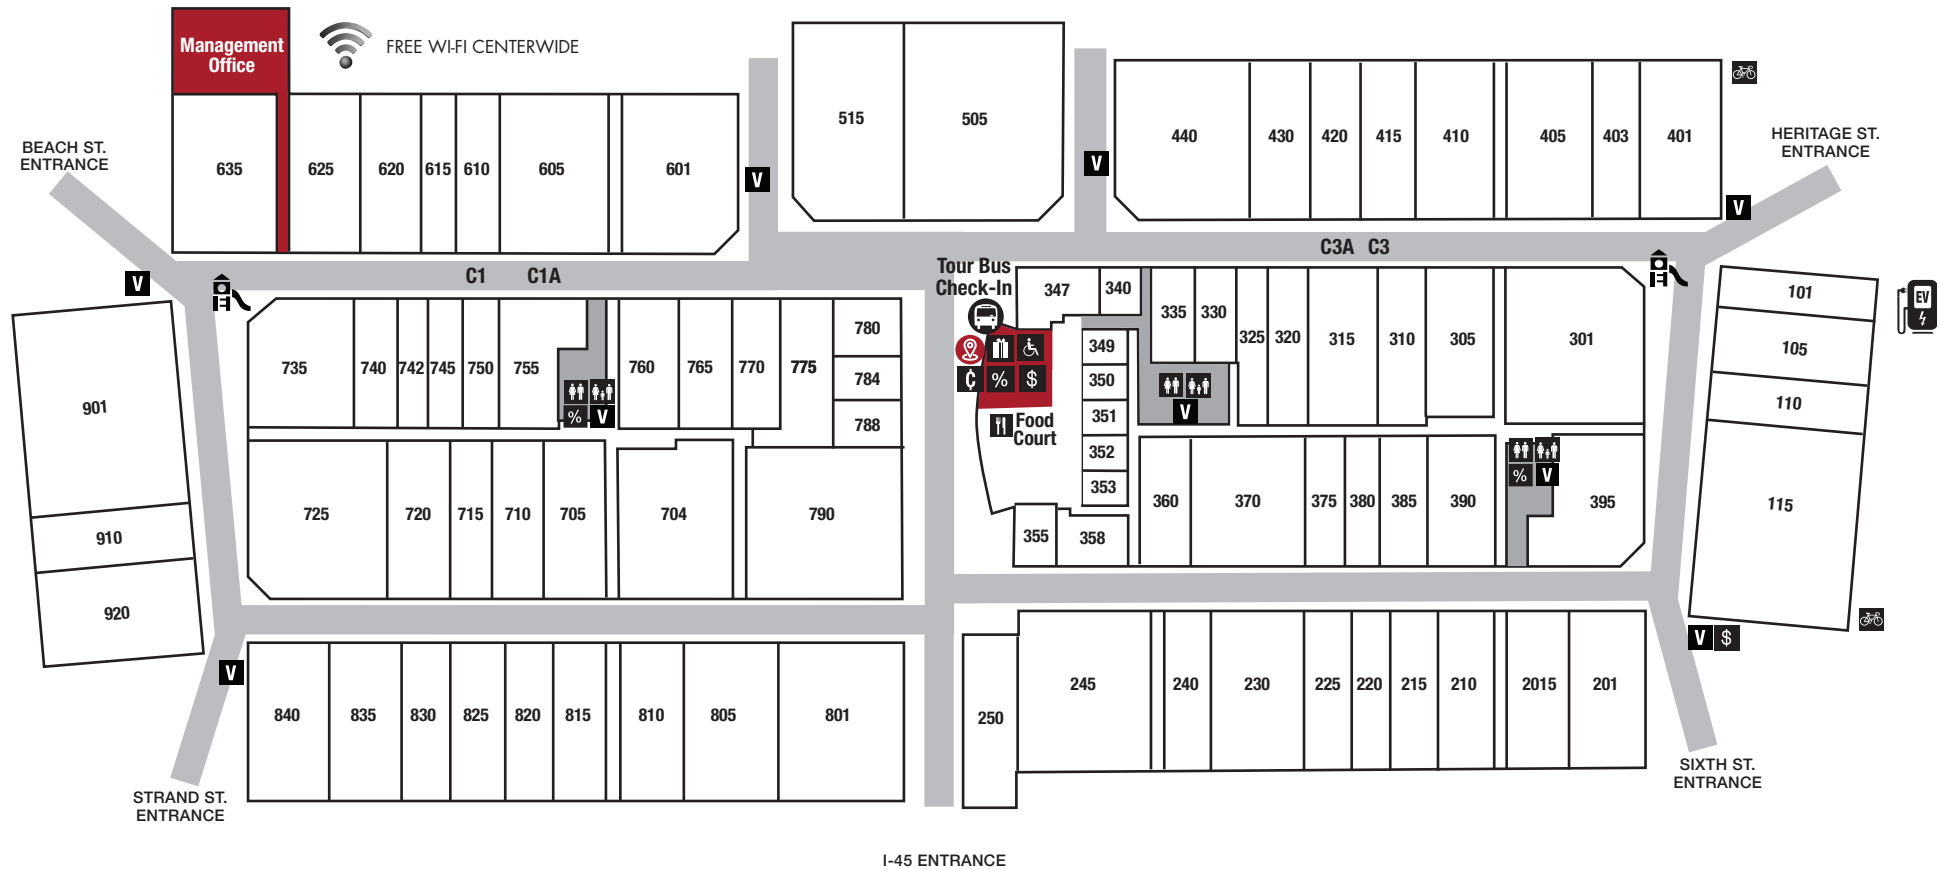 Management
Office
FREE WI-FI CENTERWIDE
BEACH ST.
ENTRANCE
635
625
620
615
610
605
601
V
515
505
V
440
430
420
415
410
405
403
401
V
HERITAGE ST.
ENTRANCE
V
C1
C1A
C3A
C3
Tour Bus
Check-In
347
340
335
330
325
320
315
310
305
301
101
105
110
115
EV
901
910
920
735
740
742
745
750
755
760
765
770
775
780
784
788
% V
¢ % $
Food
Court
349
350
351
352
353
355
358
V
360
370
375
380
385
390
395
% V
725
720
715
710
705
704
790
V $
V
840
835
830
825
820
815
810
805
801
250
245
240
230
225
220
215
210
2015
201
STRAND ST.
ENTRANCE
SIXTH ST.
ENTRANCE
I-45 ENTRANCE